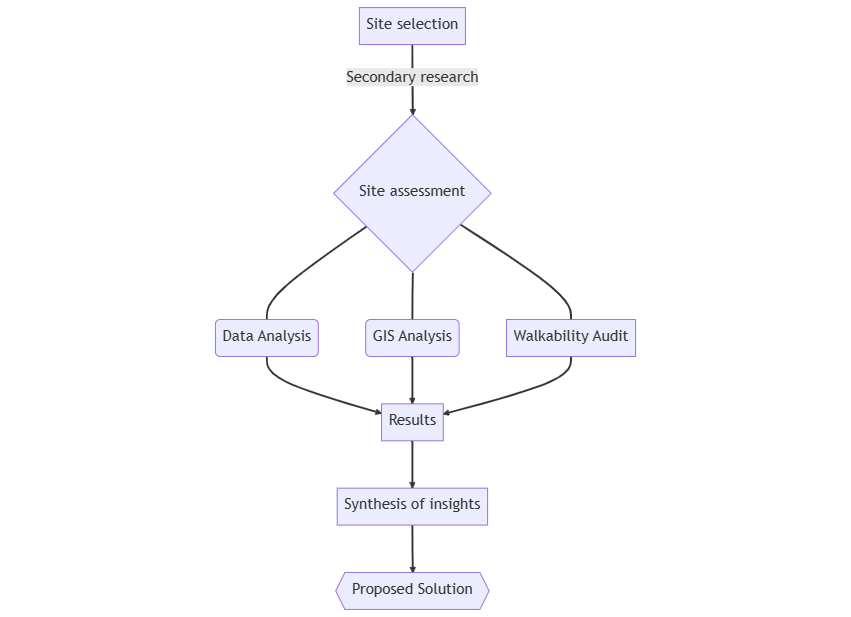 Site selection
Secondary research
Site assessment
Data Analysis
GIS Analysis
Walkability Audit
Results
Synthesis of insights
Proposed Solution